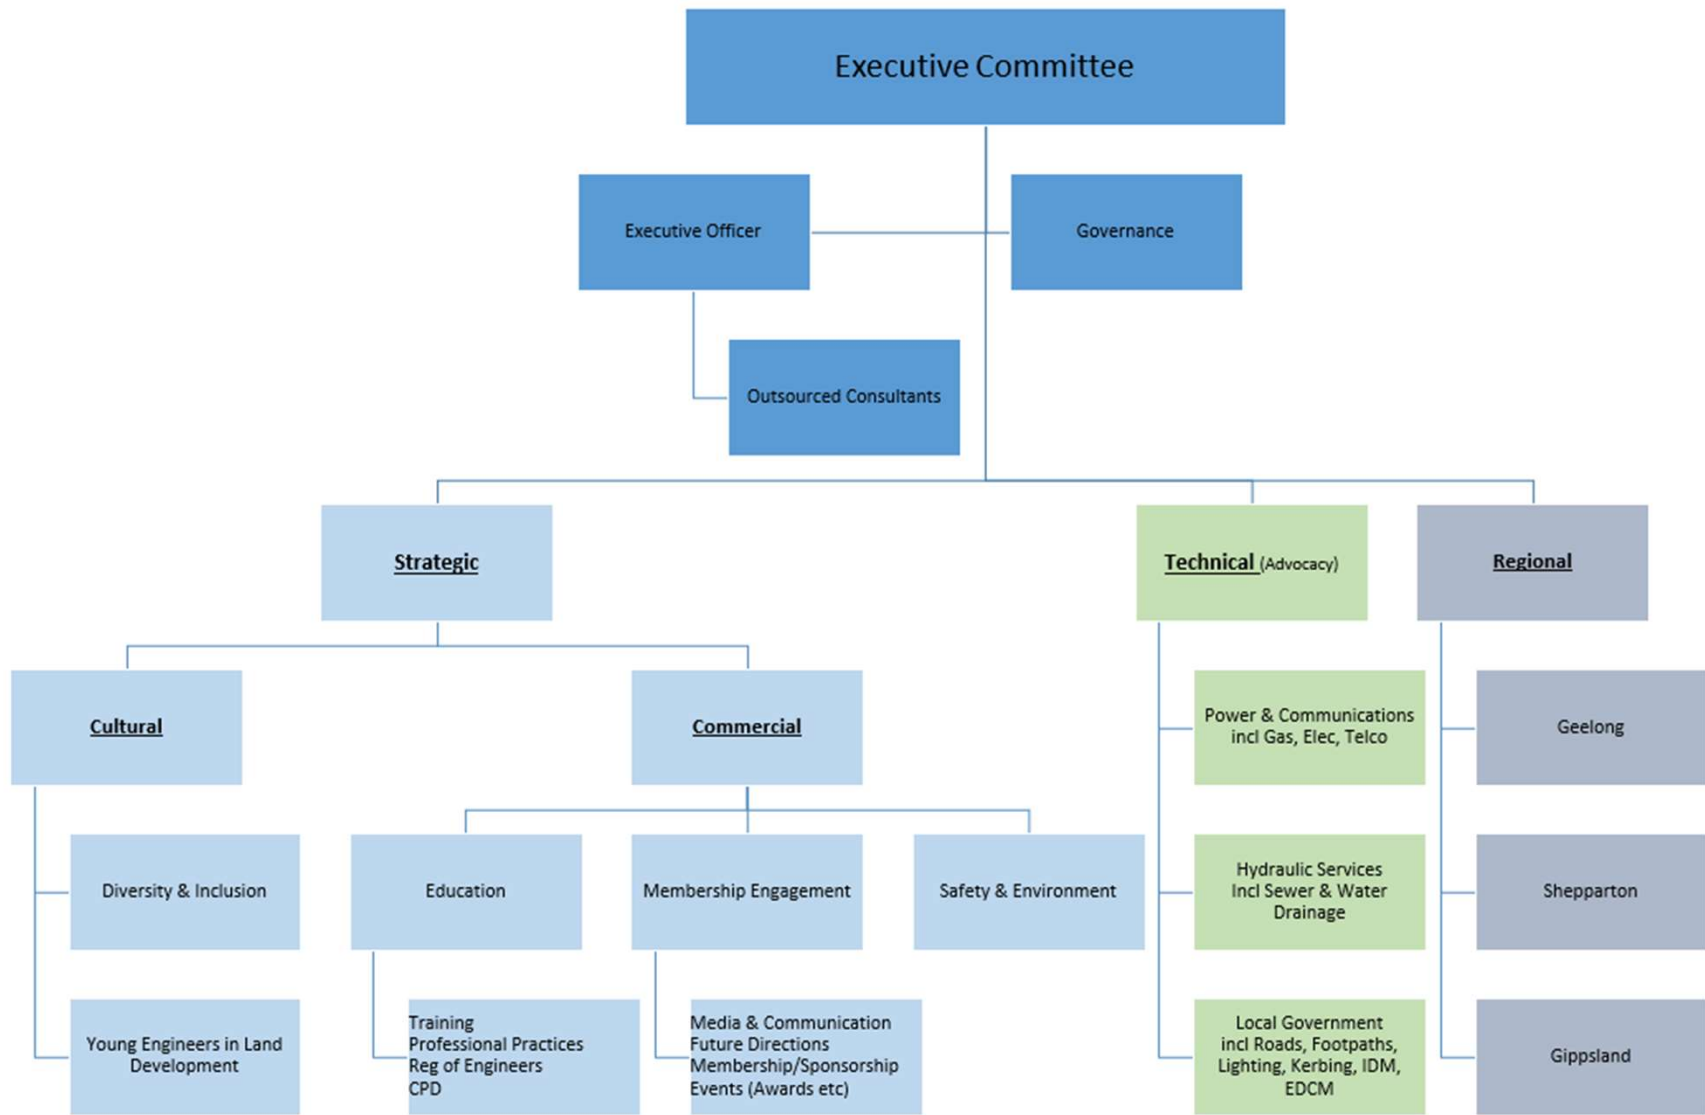 Executive Committee
Executive Officer
Governance
Outsourced Consultants
Strategic
Technical (Advocacy)
Regional
Cultural
Commercial
Power & Communications
incl Gas, Elec, Telco
Geelong
Diversity & Inclusion
Education
Membership Engagement
Safety & Environment
Hydraulic Services
Incl Sewer & Water
Drainage
Shepparton
Young Engineers in Land
Development
Training
Professional Practices
Reg of Engineers
CPD
Media & Communication
Future Directions
Membership/Sponsorship
Events (Awards etc)
Local Government
incl Roads, Footpaths,
Lighting, Kerbing, IDM,
EDCM
Gippsland